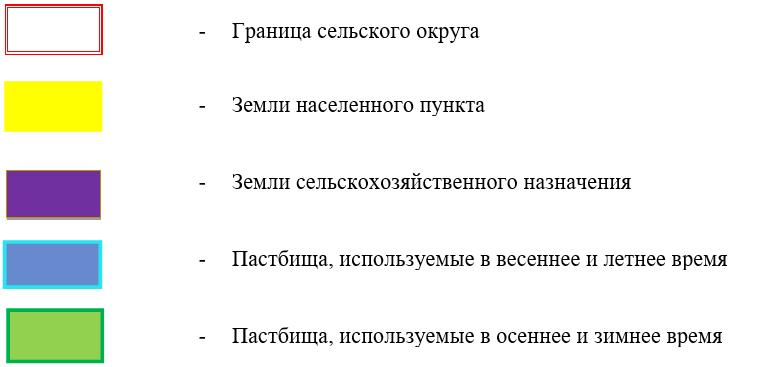 - Граница сельского округа
- Земли населенного пункта
- Земли сельскохозяйственного назначения
- Пастбища, используемые в весеннее и летнее время
- Пастбища, используемые в осеннее и зимнее время